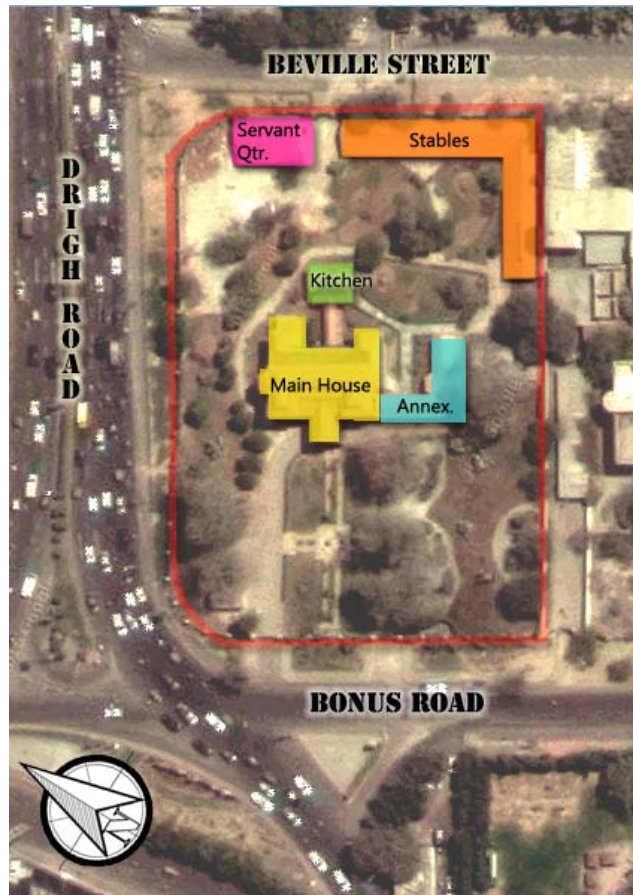 BEVILLE STREET
Servant
Qtr.
Stables
DRIGH ROAD
Kitchen
Main House
Annex.
BONUS ROAD
N